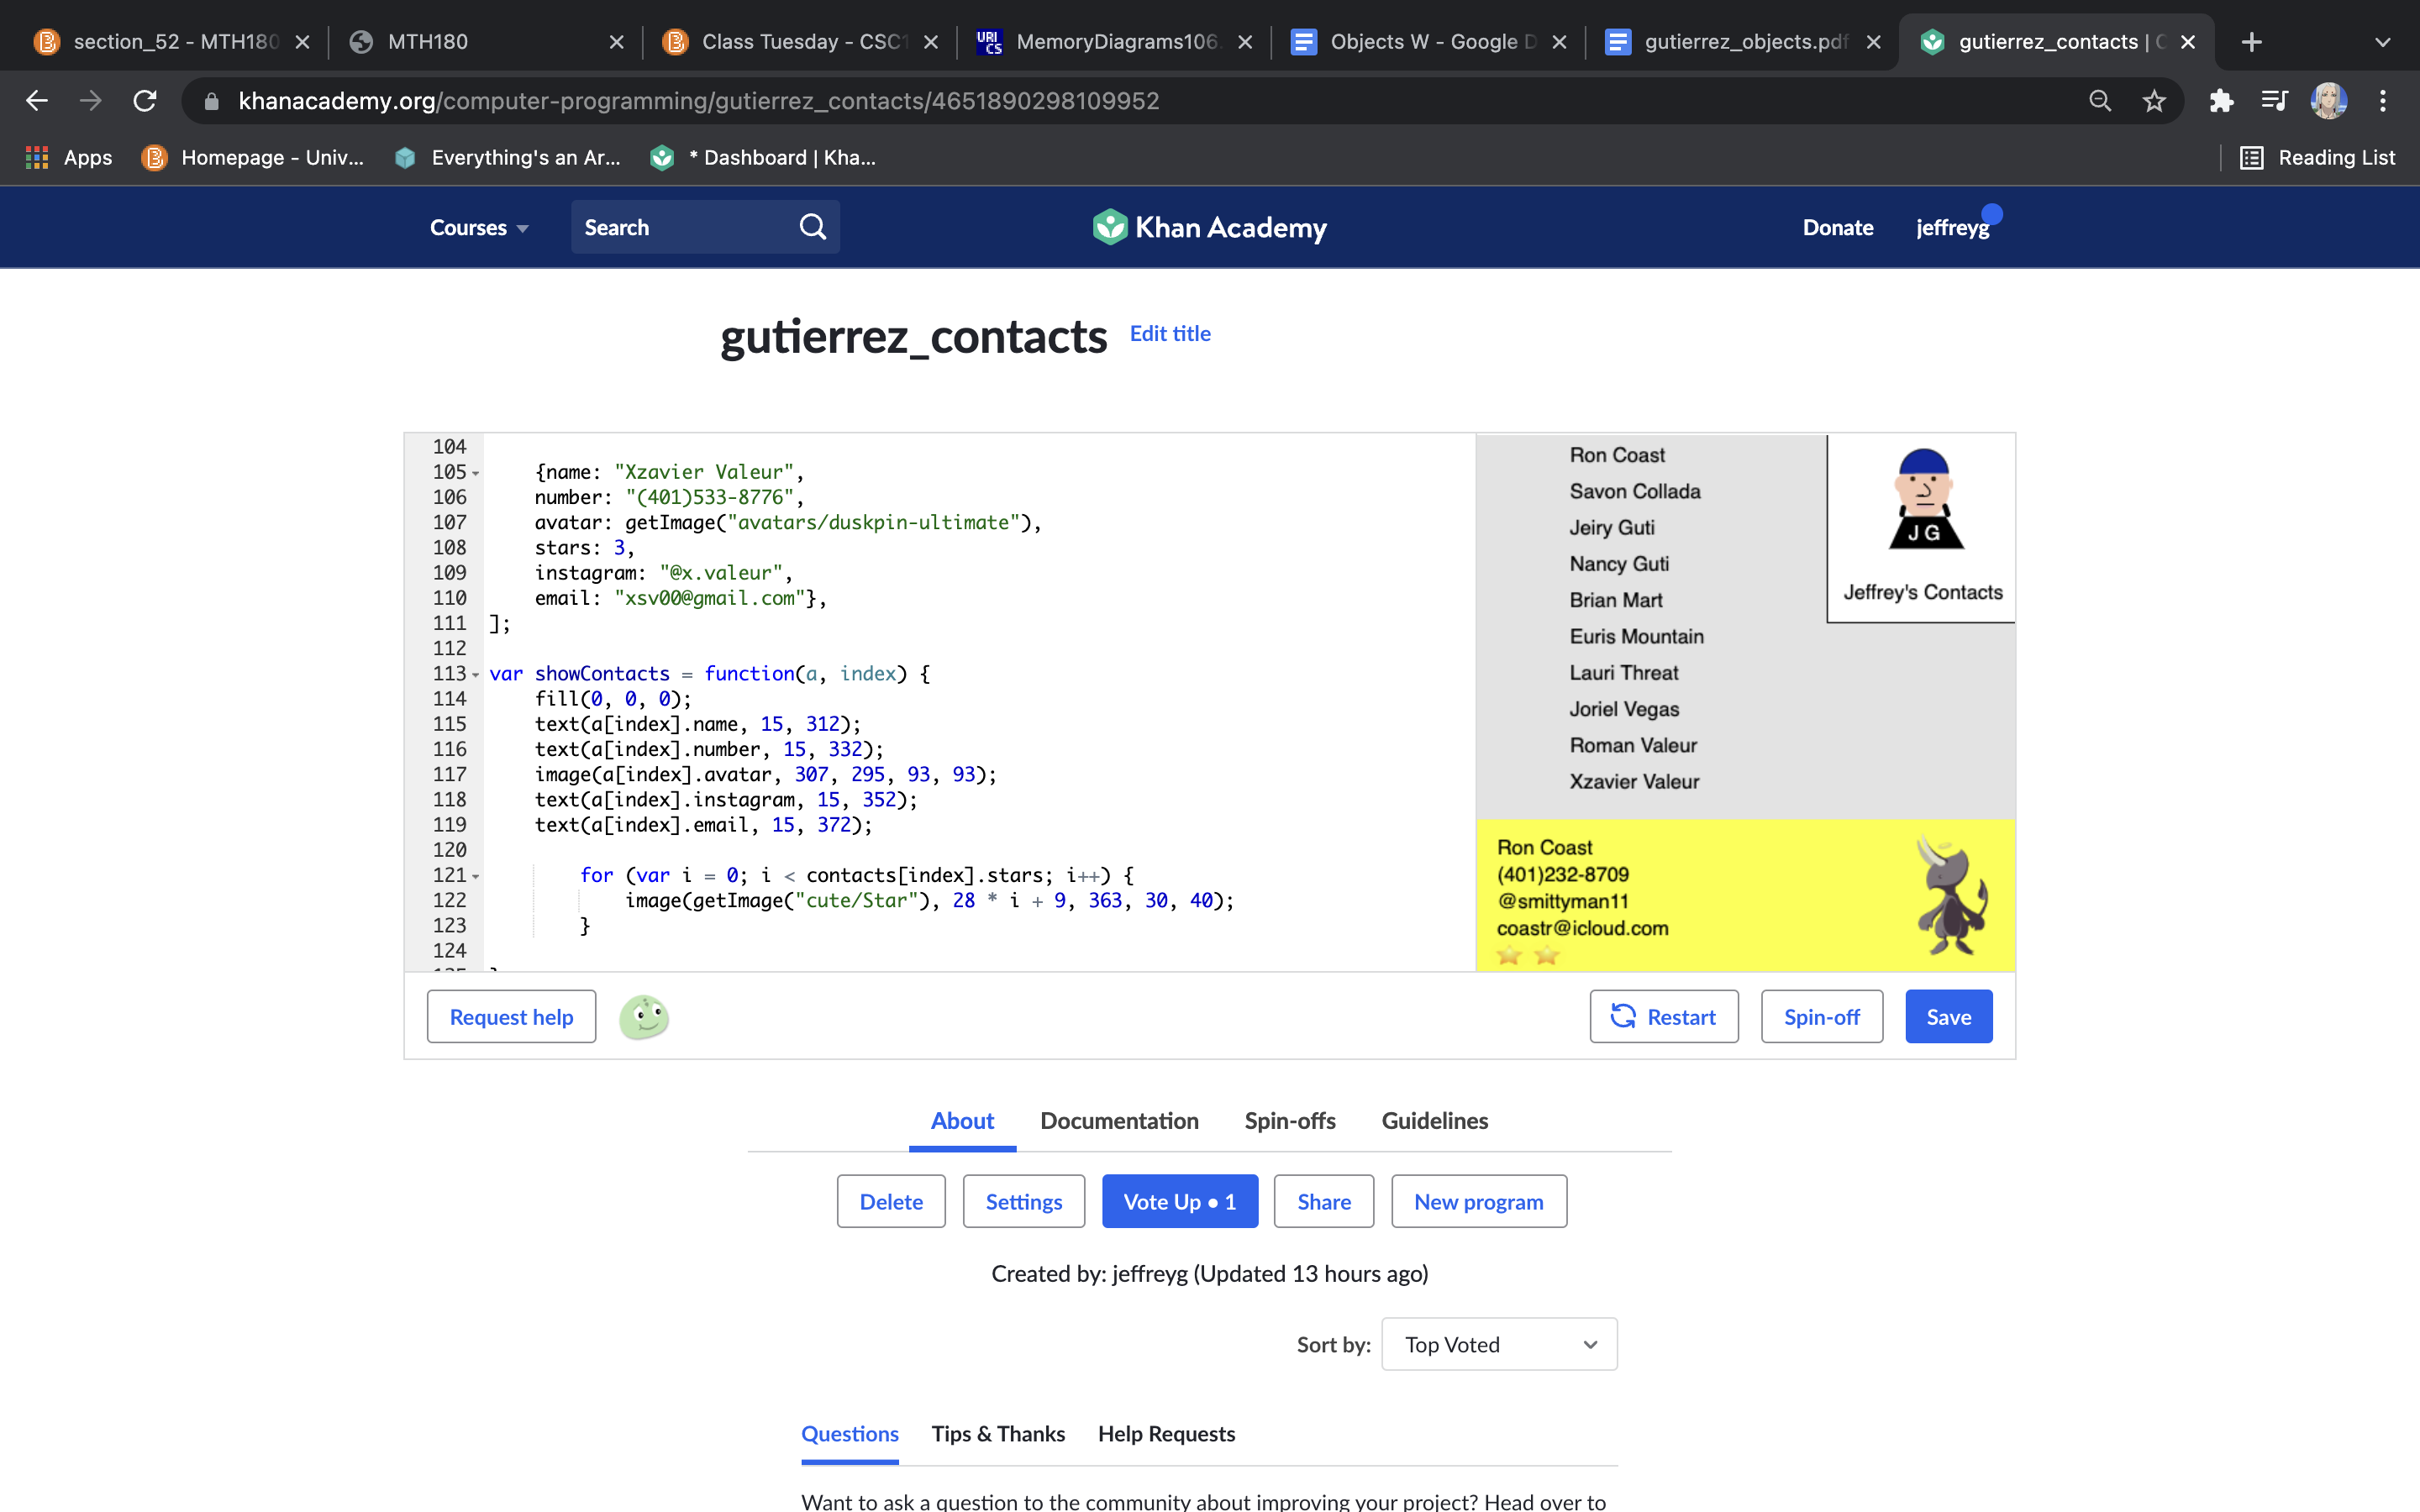 section_52 - MTH180
MTH180
Class Tuesday - CSC1
URI CS
MemoryDiagrams106.
Objects W - Google D
gutierrez_objects.pdf
gutierrez_contacts | C
khanacademy.org/computer-programming/gutierrez_contacts/4651890298109952
Apps
Homepage - Univ...
Everything's an Ar...
* Dashboard | Kha...
Reading List
Courses
Search
Khan Academy
Donate
jeffreyg
gutierrez_contacts
Edit title
104
105 {name: "Xzavier Valeur",
106 number: "(401)533-8776",
107 avatar: getImage("avatars/duskpin-ultimate"),
108 stars: 3,
109 instagram: "@x.valeur",
110 email: "xsv00@gmail.com"},
111 ];
112
113 var showContacts = function(a, index) {
114 fill(0, 0, 0);
115 text(a[index].name, 15, 312);
116 text(a[index].number, 15, 332);
117 image(a[index].avatar, 307, 295, 93, 93);
118 text(a[index].instagram, 15, 352);
119 text(a[index].email, 15, 372);
120
121 for (var i = 0; i < contacts[index].stars; i++) {
122 image(getImage("cute/Star"), 28 * i + 9, 363, 30, 40);
123 }
124
Ron Coast
Savon Collada
Jeiry Guti
Nancy Guti
Brian Mart
Euris Mountain
Lauri Threat
Joriel Vegas
Roman Valeur
Xzavier Valeur
J G
Jeffrey's Contacts
Ron Coast
(401)232-8709
@smittyman11
coastr@icloud.com
Request help
Restart
Spin-off
Save
About
Documentation
Spin-offs
Guidelines
Delete
Settings
Vote Up • 1
Share
New program
Created by: jeffreyg (Updated 13 hours ago)
Sort by:
Top Voted
Questions
Tips & Thanks
Help Requests
Want to ask a question to the community about improving your project? Head over to